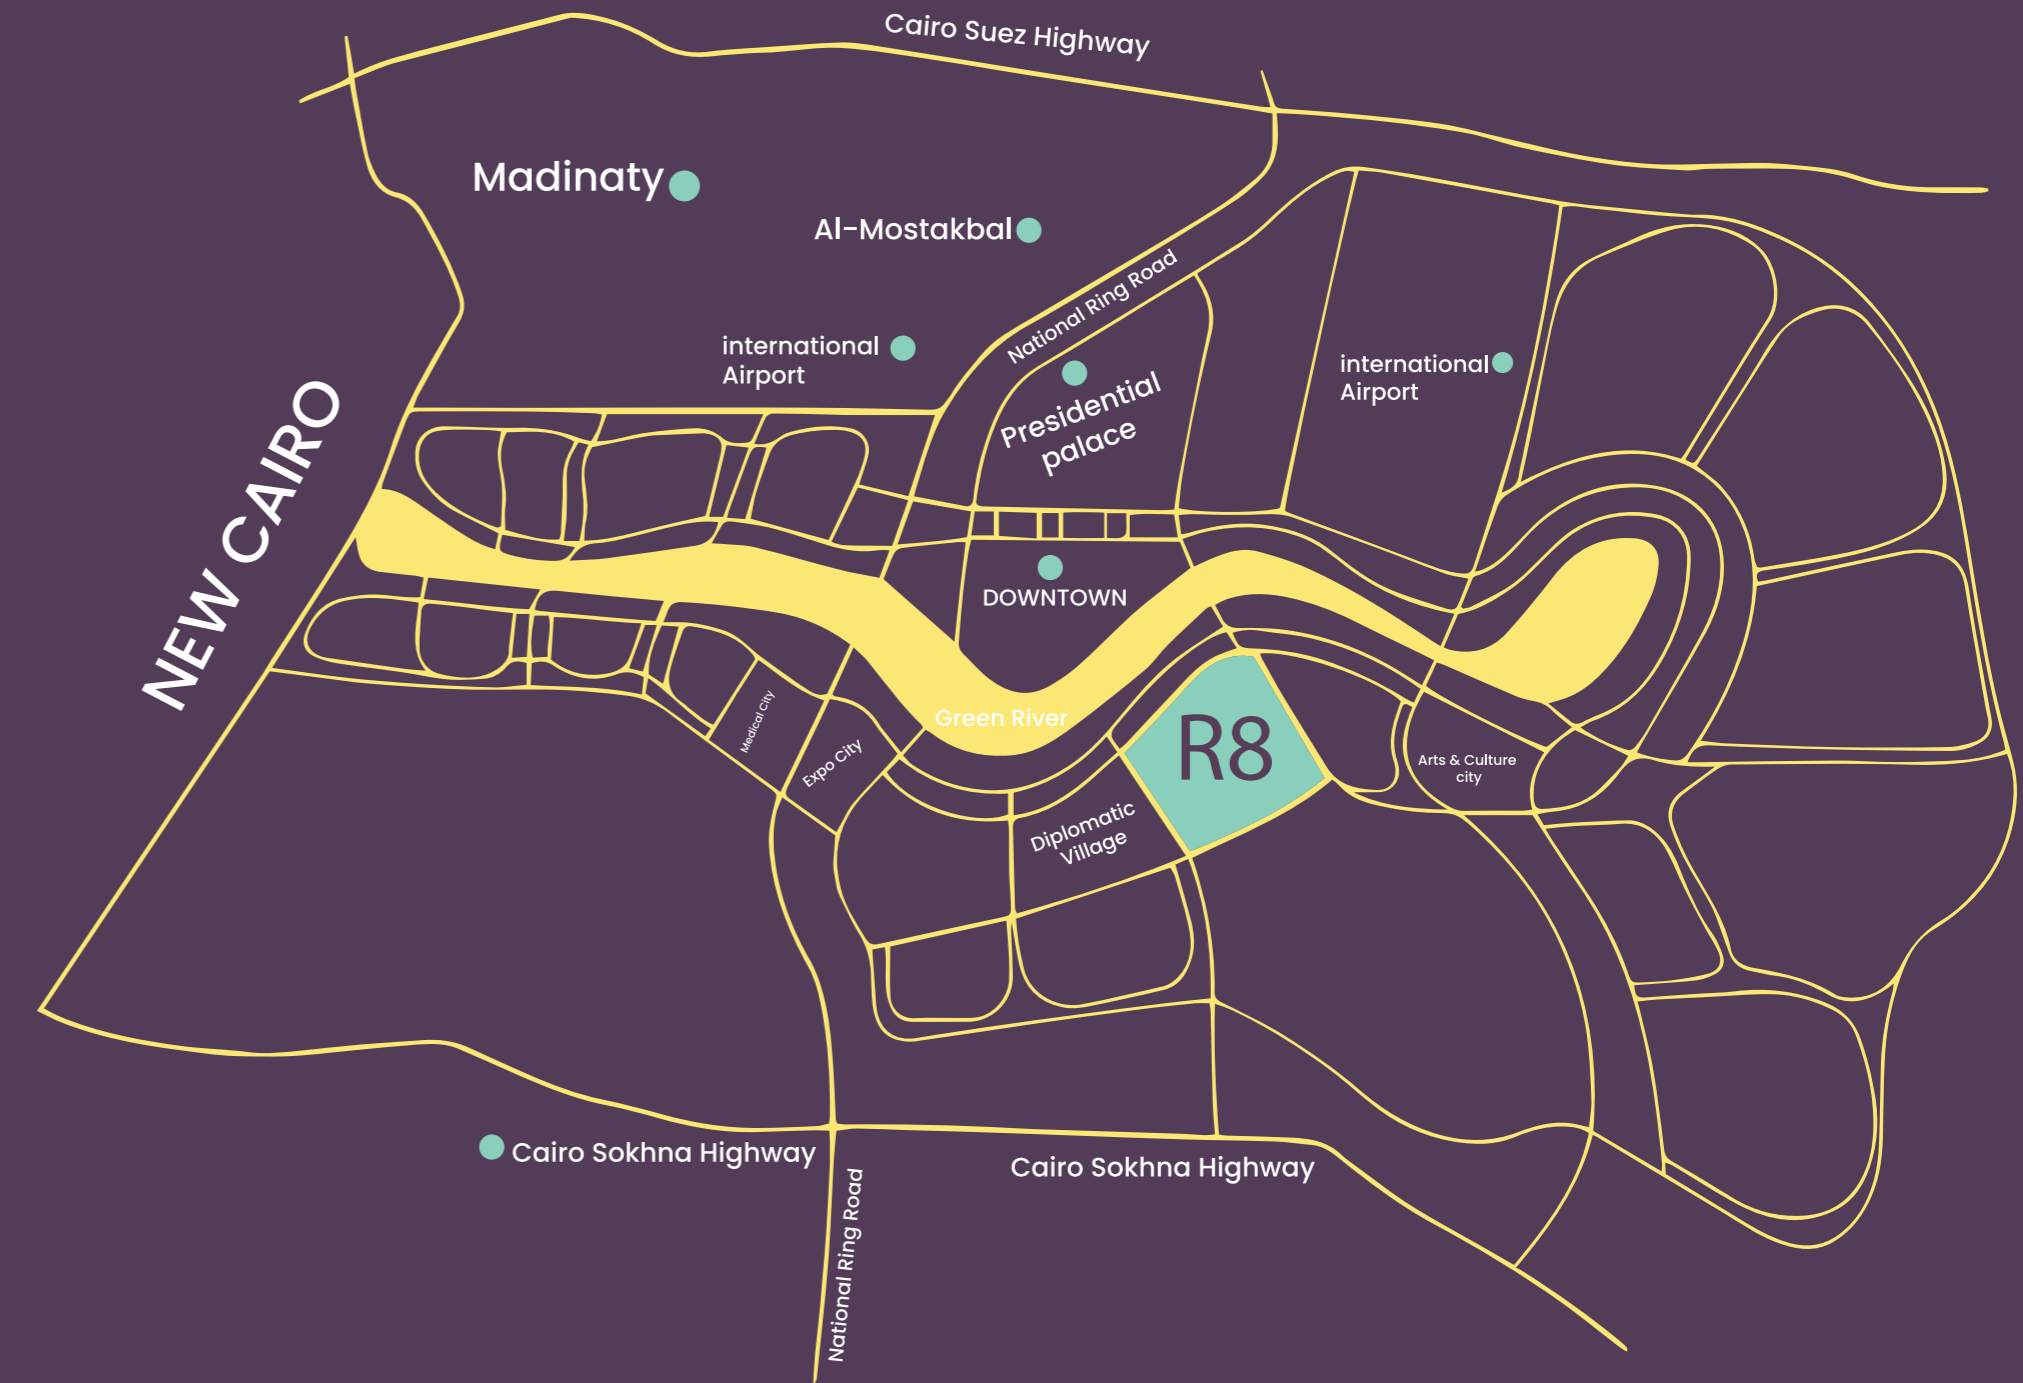 Cairo Suez Highway
Madinaty
Al-Mostakbal
National Ring Road
international
Airport
international
Airport
Presidential
palace
NEW CAIRO
DOWNTOWN
Green River
R8
Medical City
Expo City
Arts & Culture
city
Diplomatic
Village
Cairo Sokhna Highway
Cairo Sokhna Highway
National Ring Road